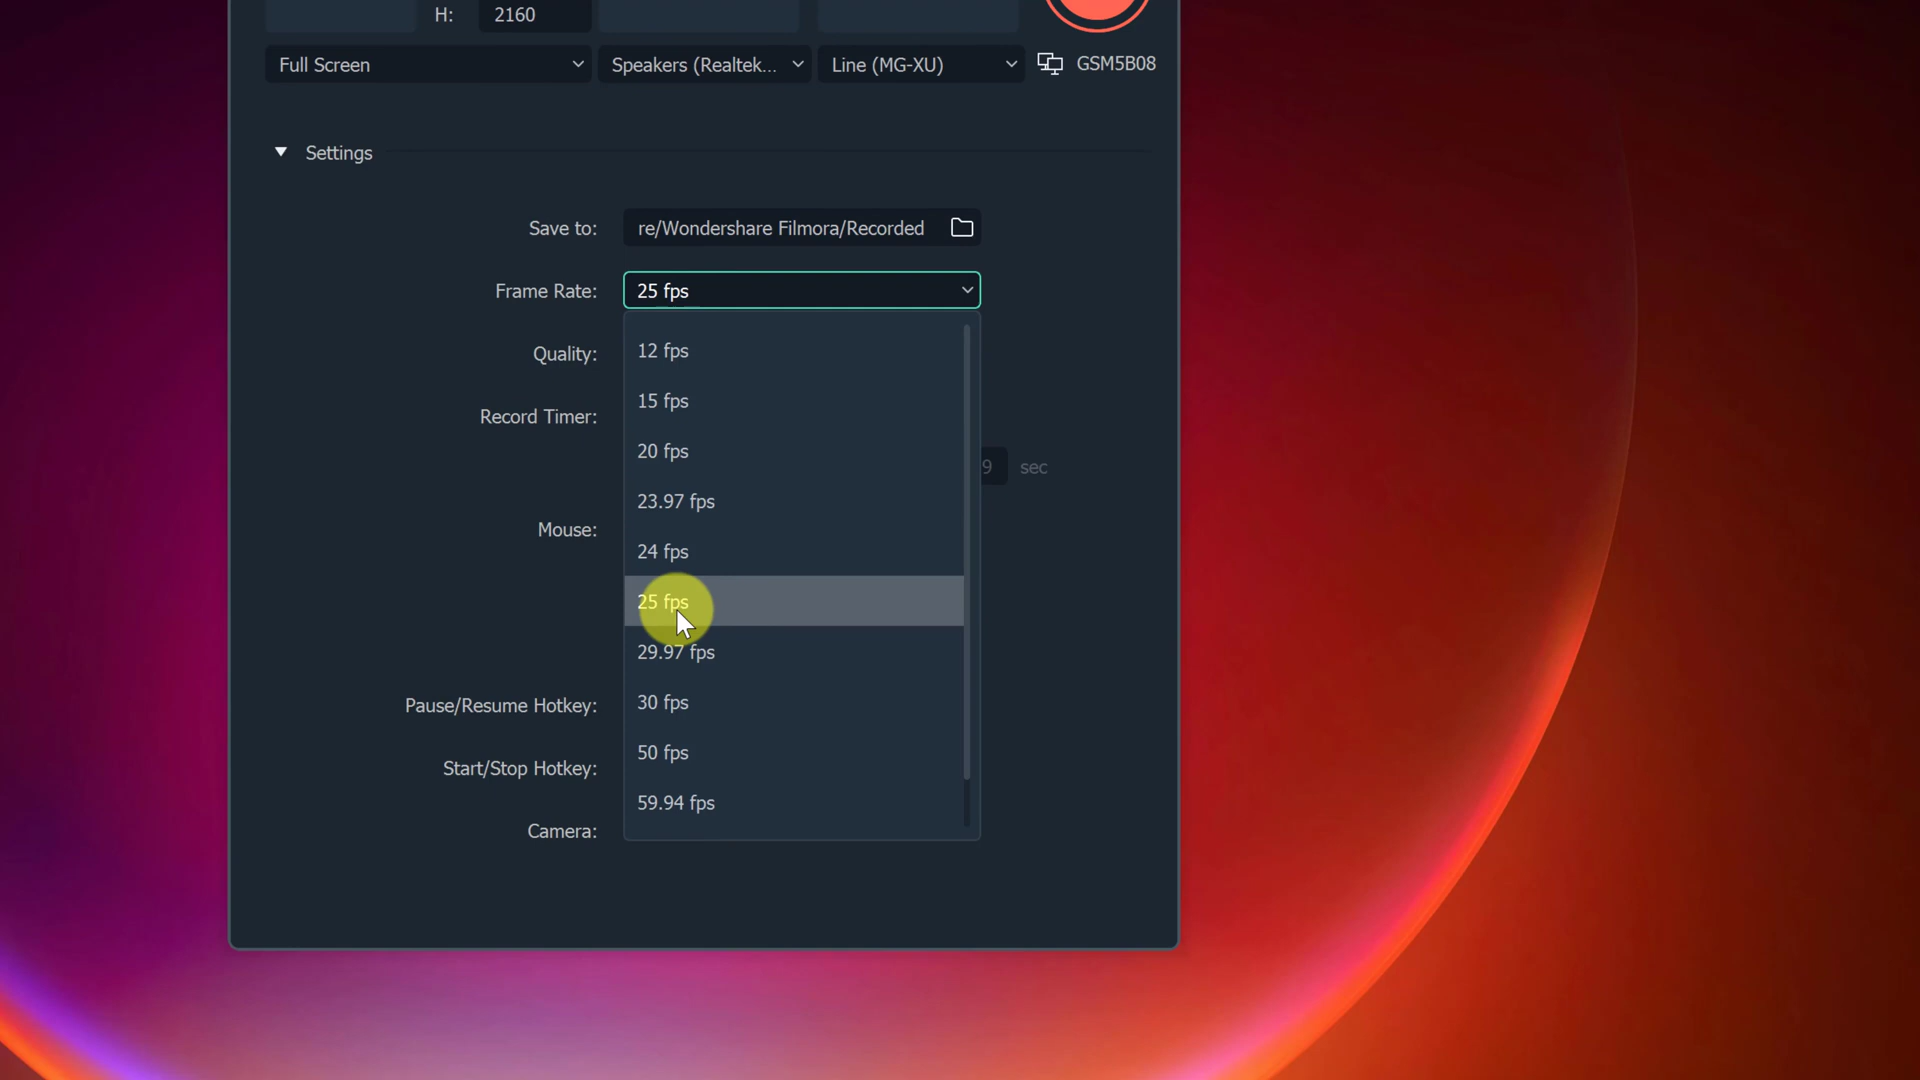 H: 2160
Full Screen Speakers (Realtek... Line (MG-XU) GSM5B08
Settings
Save to: re/Wondershare Filmora/Recorded
Frame Rate: 25 fps
12 fps
Quality:
15 fps
Record Timer:
20 fps
9 sec
23.97 fps
Mouse:
24 fps
25 fps
29.97 fps
30 fps
Pause/Resume Hotkey:
50 fps
Start/Stop Hotkey:
59.94 fps
Camera: